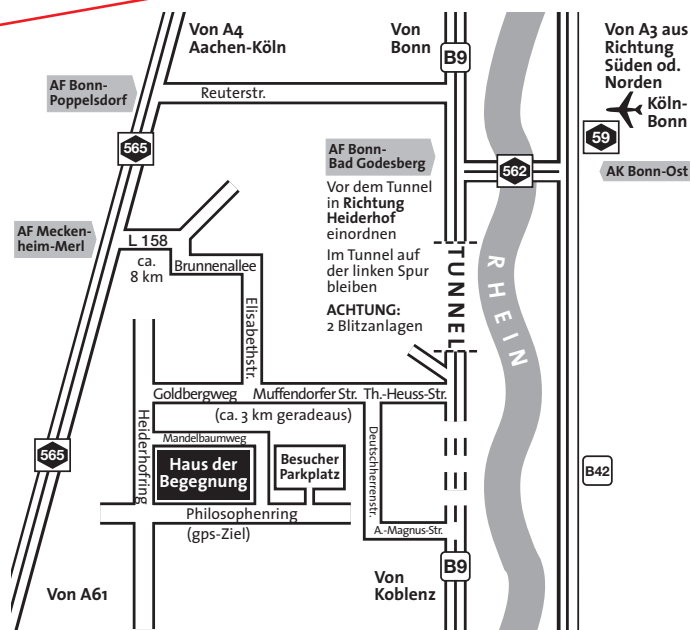 Von A4
Aachen-Köln
Von
Bonn
B9
Von A3 aus
Richtung
Süden od.
Norden
Köln-
Bonn
59
AK Bonn-Ost
AF Bonn-
Poppelsdorf
Reuterstr.
565
AF Bonn-
Bad Godesberg
562
Vor dem Tunnel
in Richtung
Heiderhof
einordnen
Im Tunnel auf
der linken Spur
bleiben
ACHTUNG:
2 Blitzanlagen
TUNNEL
RHEIN
AF Mecken-
heim-Merl
L 158
ca.
8 km
Brunnenallee
Elisabethstr.
Goldbergweg
Muffendorfer Str.
Th.-Heuss-Str.
(ca. 3 km geradeaus)
Heiderhofring
Mandelbaumweg
Haus der
Begegnung
Besucher
Parkplatz
Deutschherrenstr.
565
B42
Philosophenring
(gps-Ziel)
A.-Magnus-Str.
B9
Von
Koblenz
Von A61